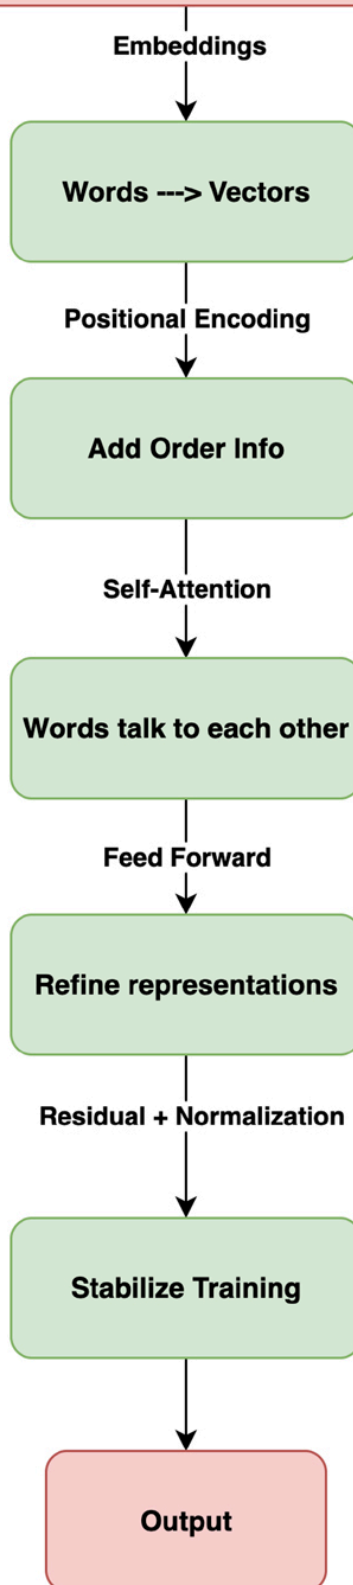 Embeddings
Words ---> Vectors
Positional Encoding
Add Order Info
Self-Attention
Words talk to each other
Feed Forward
Refine representations
Residual + Normalization
Stabilize Training
Output